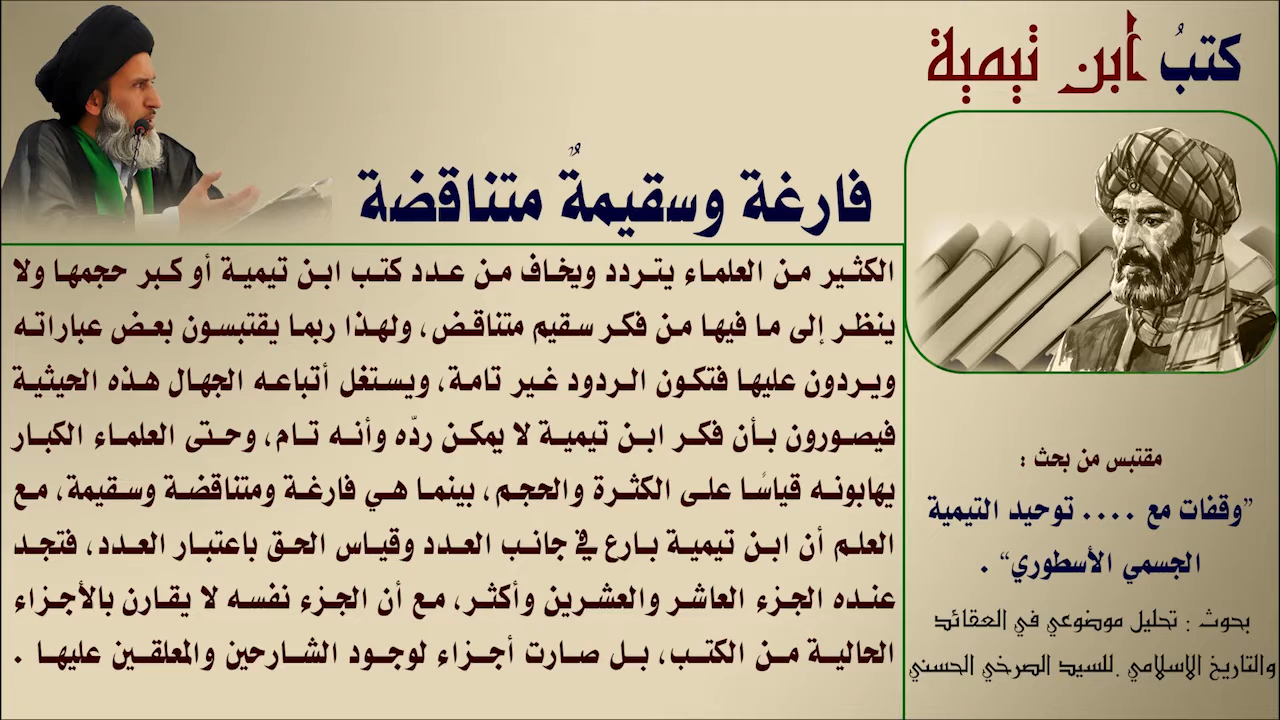 كتبُ ابن تيمية
فارغة وسقيمةٌ متناقضة
الكثير من العلماء يتردد ويخاف من عدد كتب ابن تيمية أو كبر حجمها ولا
ينظر إلى ما فيها من فكر سقيم متناقض، ولهذا ربما يقتبسون بعض عباراته
ويردون عليها فتكون الردود غير تامة، ويستغل أتباعه الجهال هذه الحيثية
فيصورون بأن فكر ابن تيمية لا يمكن ردّه وأنه تام، وحتى العلماء الكبار
يهابونه قياسًا على الكثرة والحجم، بينما هي فارغة ومتناقضة وسقيمة، مع
العلم أن ابن تيمية بارع في جانب العدد وقياس الحق باعتبار العدد، فتجد
عنده الجزء العاشر والعشرين وأكثر، مع أن الجزء نفسه لا يقارن بالأجزاء
الحالية من الكتب، بل صارت أجزاء لوجود الشارحين والمعلقين عليها .
مقتبس من بحث :
”وقفات مع .... توحيد التيمية
الجسمي الأسطوري“ .
بحوث : تحليل موضوعي في العقائد
والتاريخ الاسلامي .للسيد الصرخي الحسني